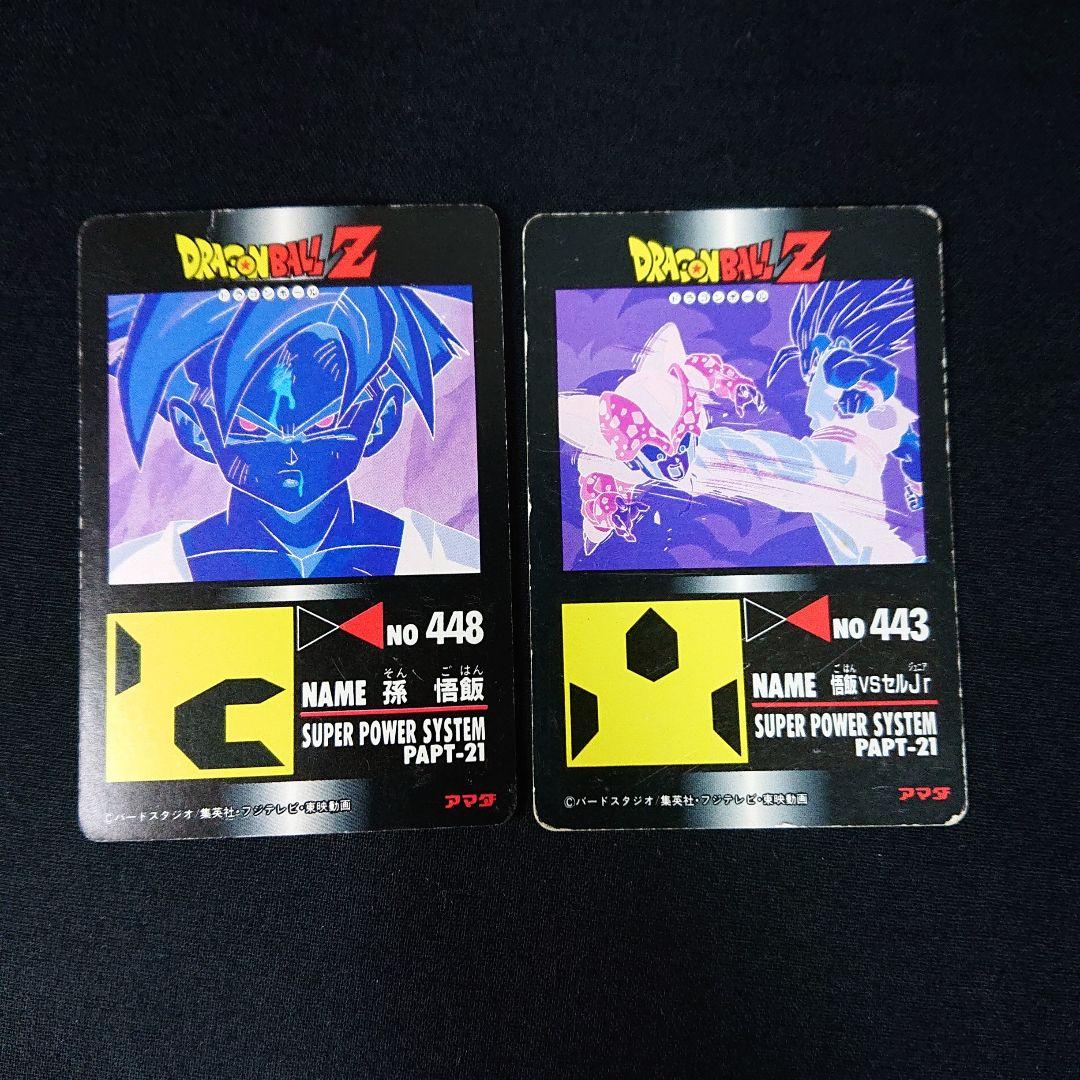 DRAGON BALL Z
ドラゴンボール
NO 448
そん ごはん
NAME 孫 悟飯
SUPER POWER SYSTEM
PAPT-21
©バードスタジオ/集英社・フジテレビ・東映動画
アマダ
DRAGON BALL Z
ドラゴンボール
NO 443
ごはん ジュニア
NAME 悟飯VSセルJr
SUPER POWER SYSTEM
PAPT-21
©バードスタジオ/集英社・フジテレビ・東映動画
アマダ